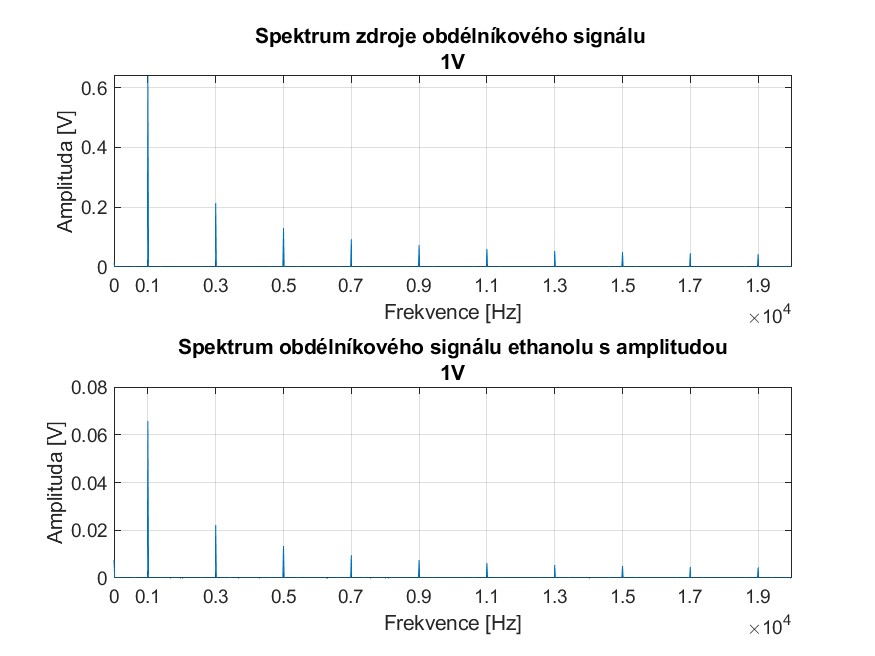 Spektrum zdroje obdélníkového signálu
1V
Amplituda [V]
0.6
0.4
0.2
0
0 0.1 0.3 0.5 0.7 0.9 1.1 1.3 1.5 1.7 1.9
Frekvence [Hz]
×10⁴
Spektrum obdélníkového signálu ethanolu s amplitudou
1V
Amplituda [V]
0.08
0.06
0.04
0.02
0
0 0.1 0.3 0.5 0.7 0.9 1.1 1.3 1.5 1.7 1.9
Frekvence [Hz]
×10⁴